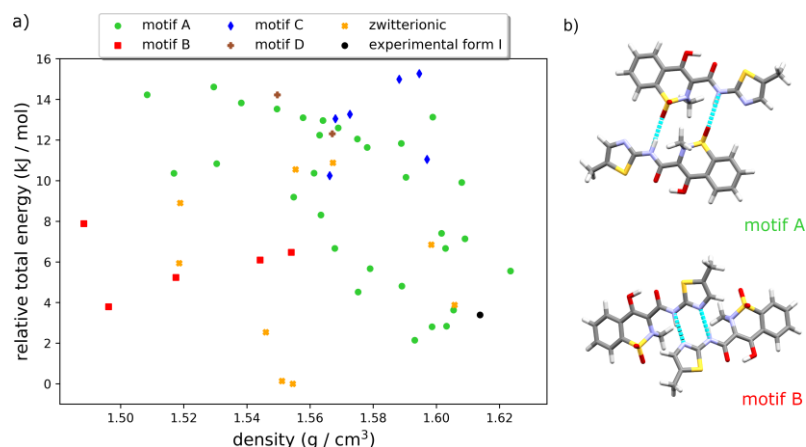 a)
motif A
motif B
motif C
motif D
zwitterionic
experimental form I
b)
relative total energy (kJ / mol)
16
14
12
10
8
6
4
2
0
1.50
1.52
1.54
1.56
1.58
1.60
1.62
density (g / cm³)
motif A
motif B